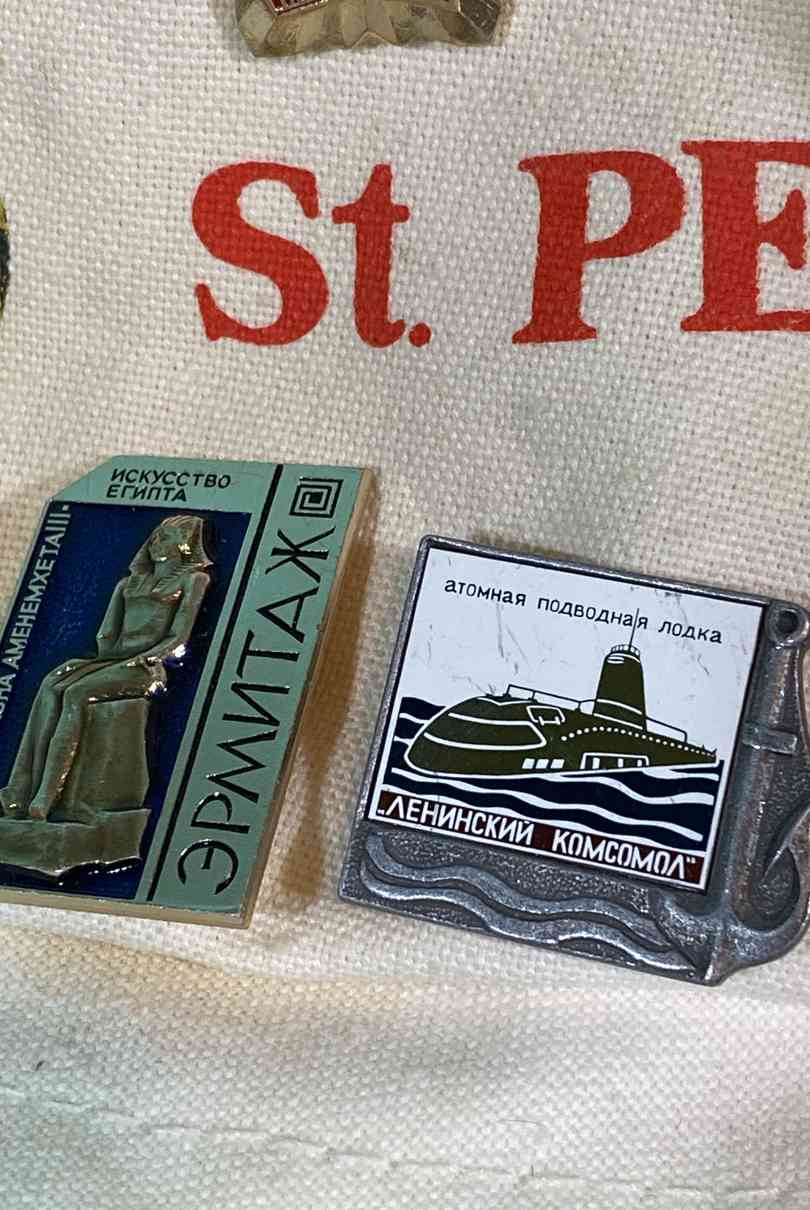 St. PE
ИСКУССТВО
ЕГИПТА
АМЕНЕМХЕТА III-
ЭРМИТАЖ
атомная подводная лодка
„ЛЕНИНСКИЙ КОМСОМОЛ“